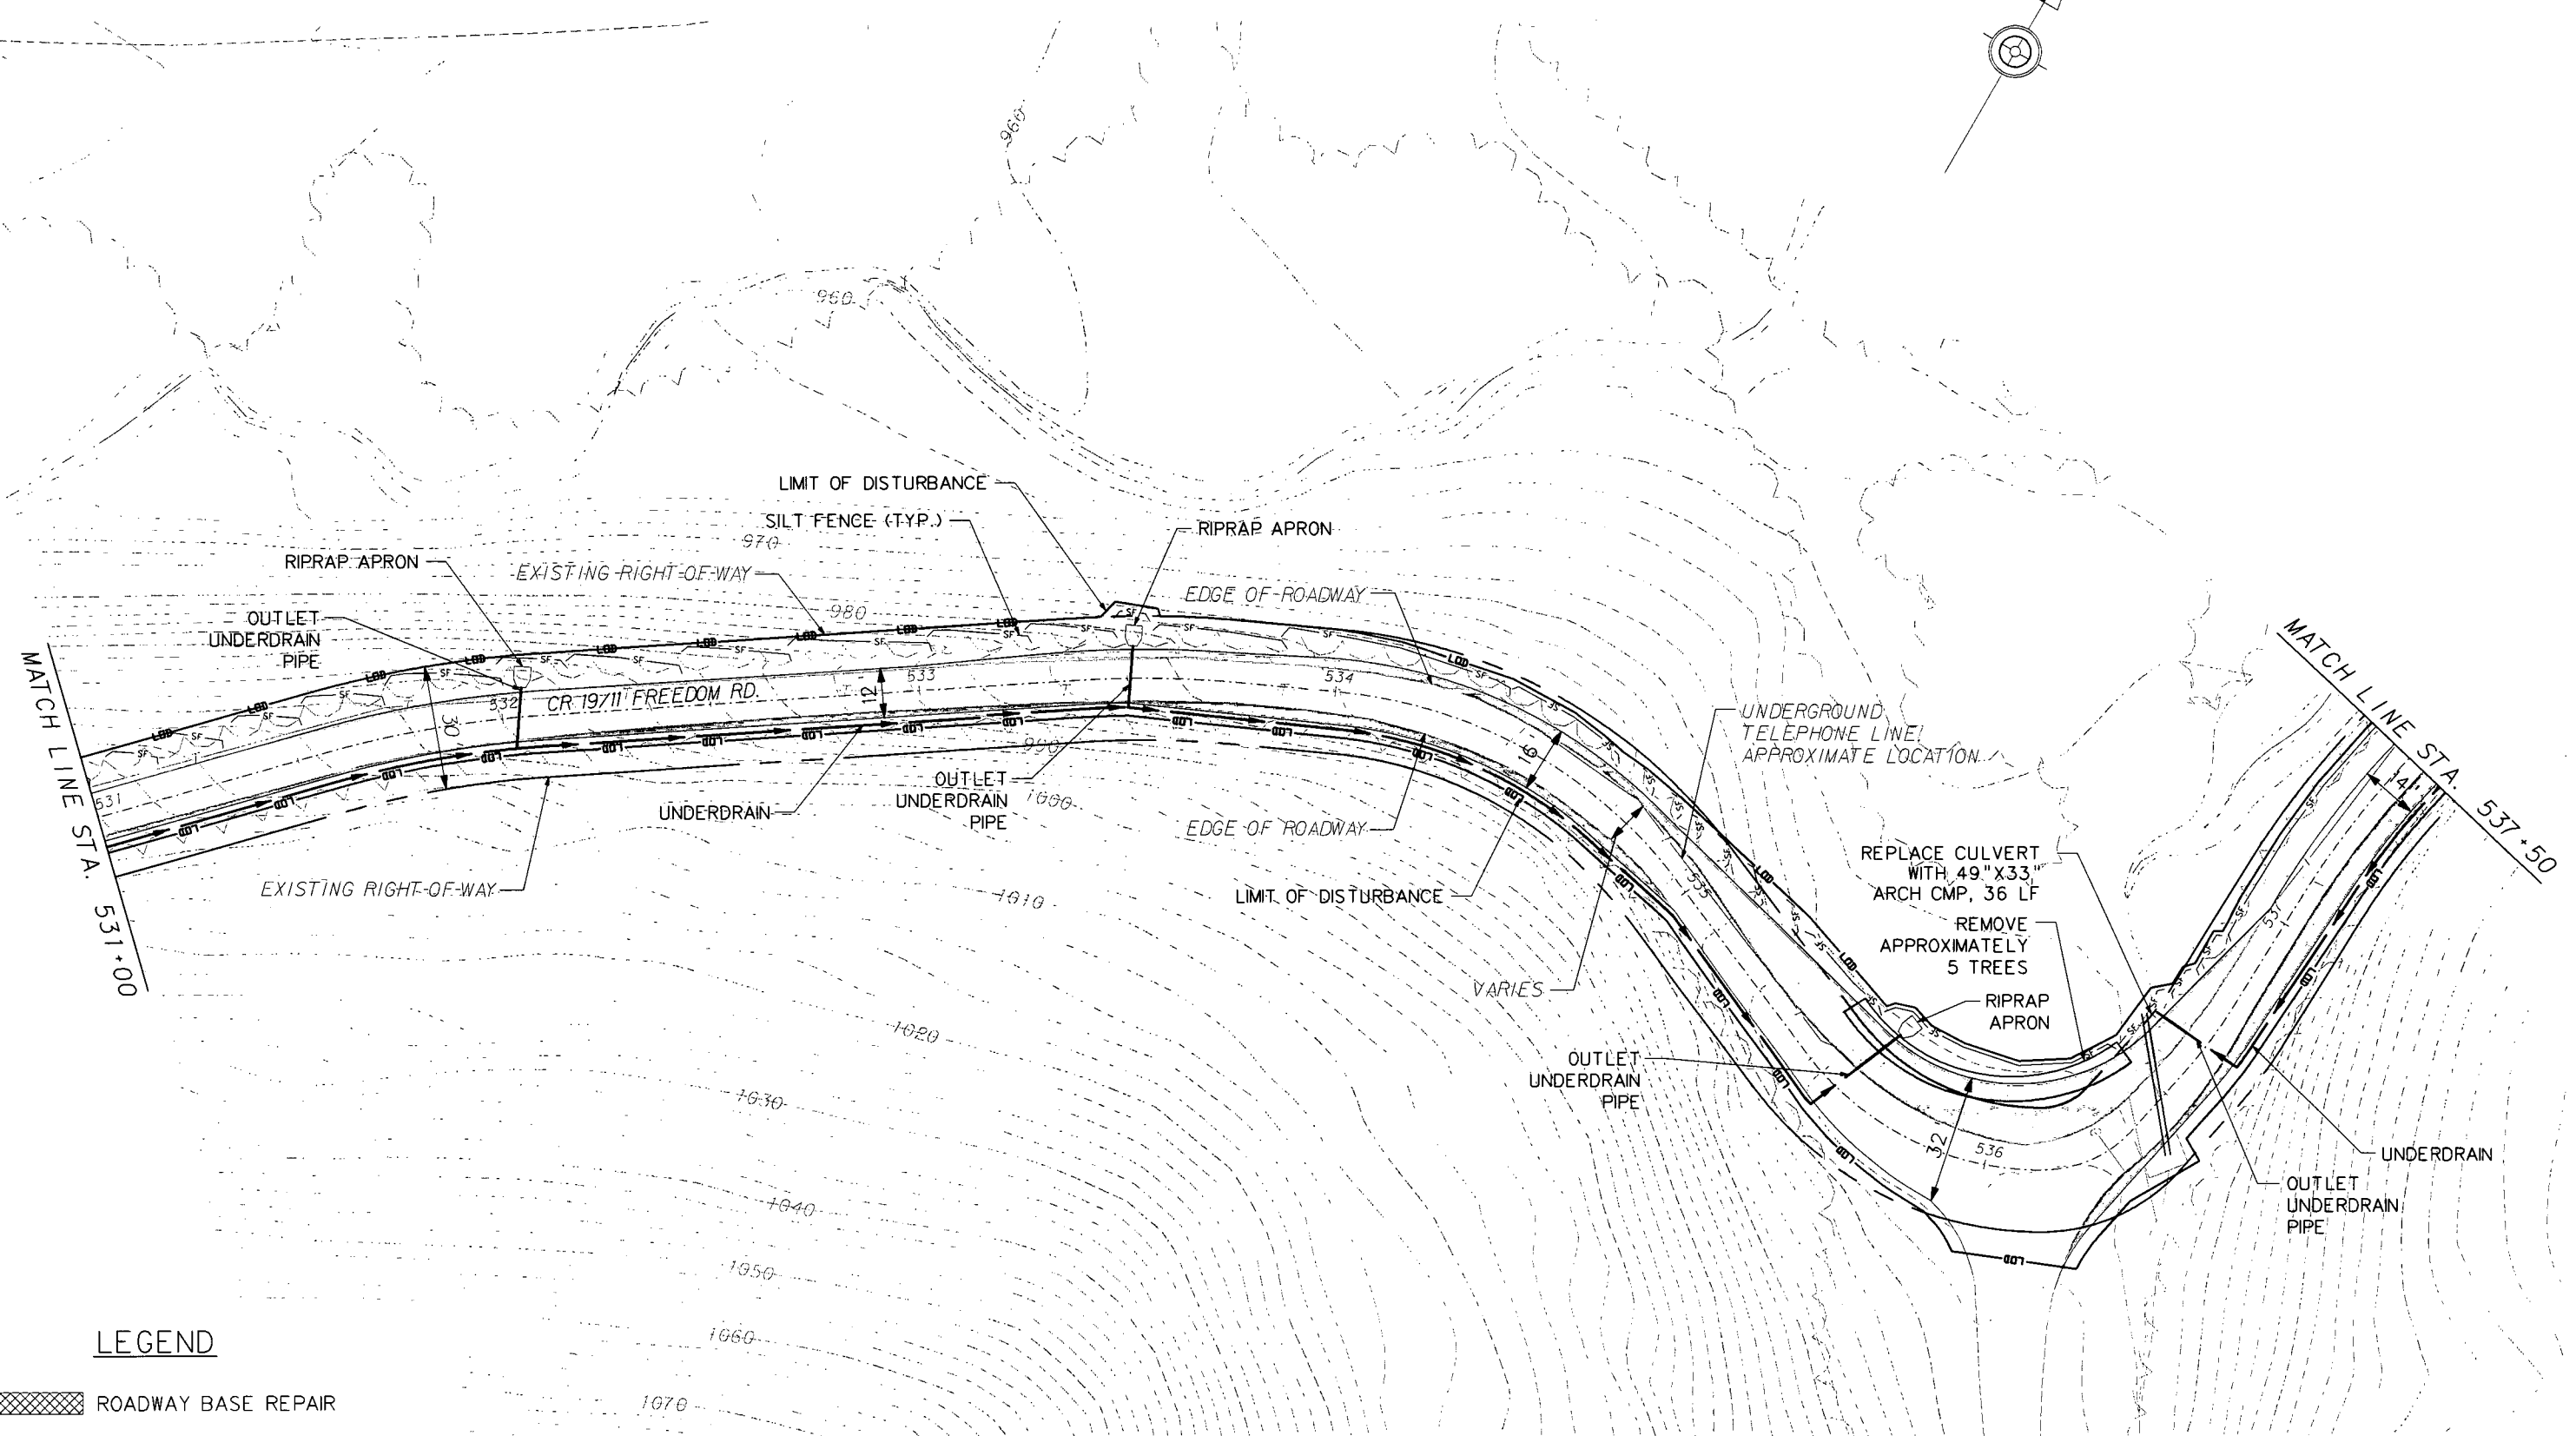 960
960
LIMIT OF DISTURBANCE
SILT FENCE (TYP.)
RIPRAP APRON
970
RIPRAP APRON
EXISTING RIGHT-OF-WAY
EDGE OF ROADWAY
980
OUTLET
UNDERDRAIN
PIPE
MATCH LINE STA. 531+00
MATCH LINE STA. 537+50
531
532
CR 19/11 FREEDOM RD.
533
534
30
12
16
14'
990
UNDERGROUND
TELEPHONE LINE
APPROXIMATE LOCATION
OUTLET
UNDERDRAIN
PIPE
1000
UNDERDRAIN
EDGE OF ROADWAY
EXISTING RIGHT-OF-WAY
1010
LIMIT OF DISTURBANCE
535
REPLACE CULVERT
WITH 49"X33"
ARCH CMP, 36 LF
REMOVE
APPROXIMATELY
5 TREES
537
VARIES
RIPRAP
APRON
1020
OUTLET
UNDERDRAIN
PIPE
1030
32
536
UNDERDRAIN
OUTLET
UNDERDRAIN
PIPE
1040
1050
1060
1070
LOD
SF
LEGEND
ROADWAY BASE REPAIR